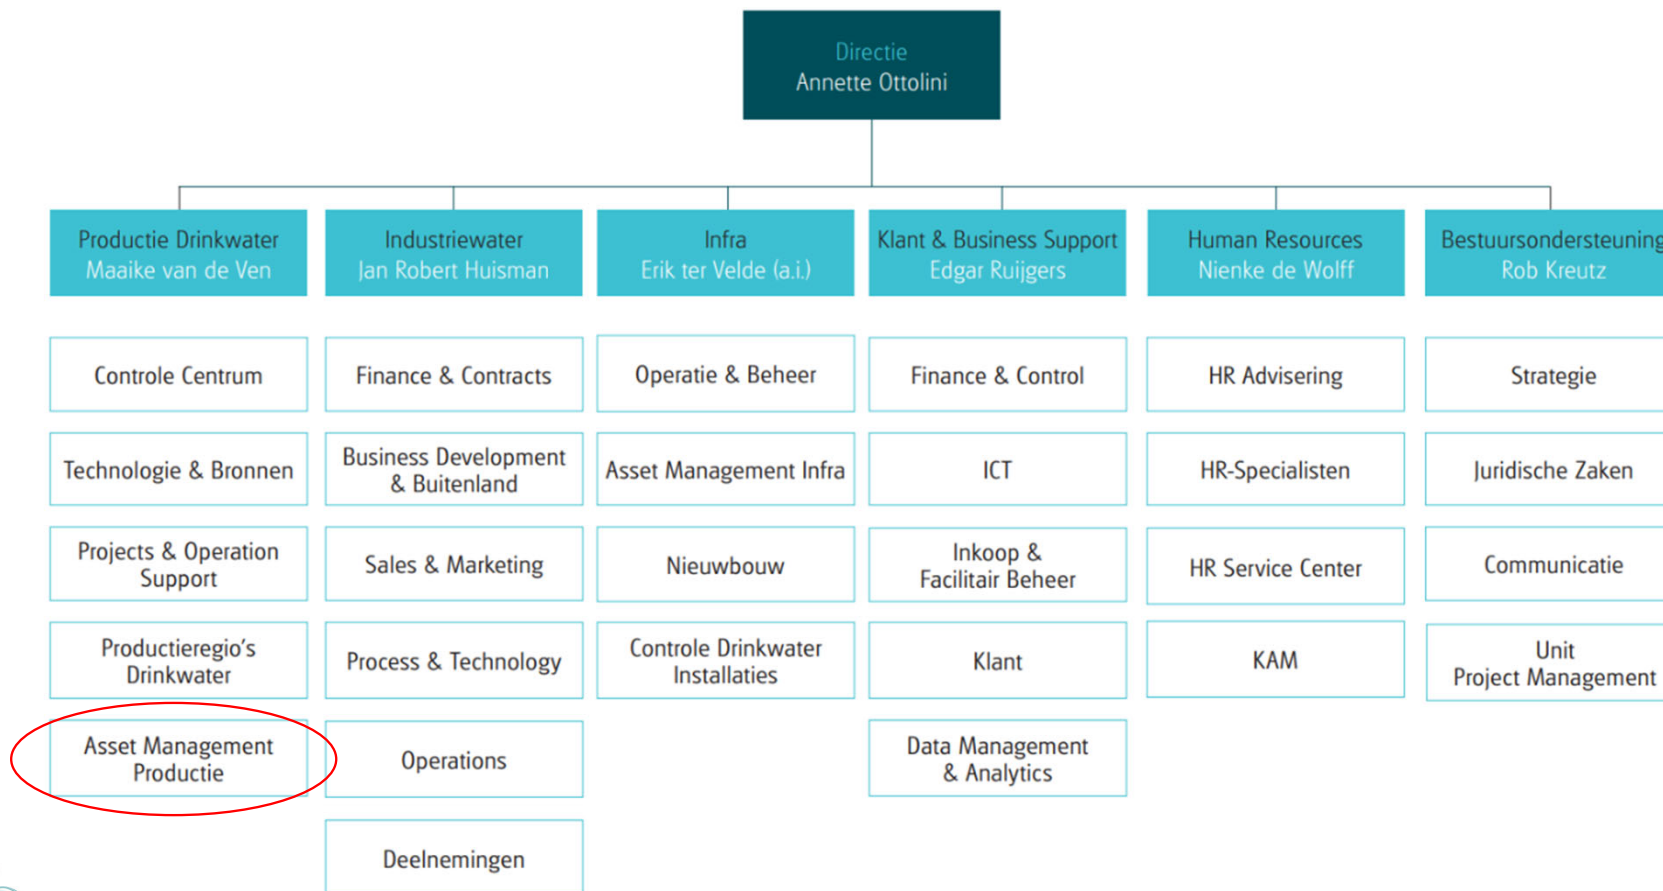 Directie
Annette Ottolini
Productie Drinkwater
Maaike van de Ven
Industriewater
Jan Robert Huisman
Infra
Erik ter Velde (a.i.)
Klant & Business Support
Edgar Ruijgers
Human Resources
Nienke de Wolff
Bestuursondersteuning
Rob Kreutz
Controle Centrum
Technologie & Bronnen
Projects & Operation
Support
Productieregio's
Drinkwater
Asset Management
Productie
Finance & Contracts
Business Development
& Buitenland
Sales & Marketing
Process & Technology
Operations
Deelnemingen
Operatie & Beheer
Asset Management Infra
Nieuwbouw
Controle Drinkwater
Installaties
Finance & Control
ICT
Inkoop &
Facilitair Beheer
Klant
Data Management
& Analytics
HR Advisering
HR-Specialisten
HR Service Center
KAM
Strategie
Juridische Zaken
Communicatie
Unit
Project Management